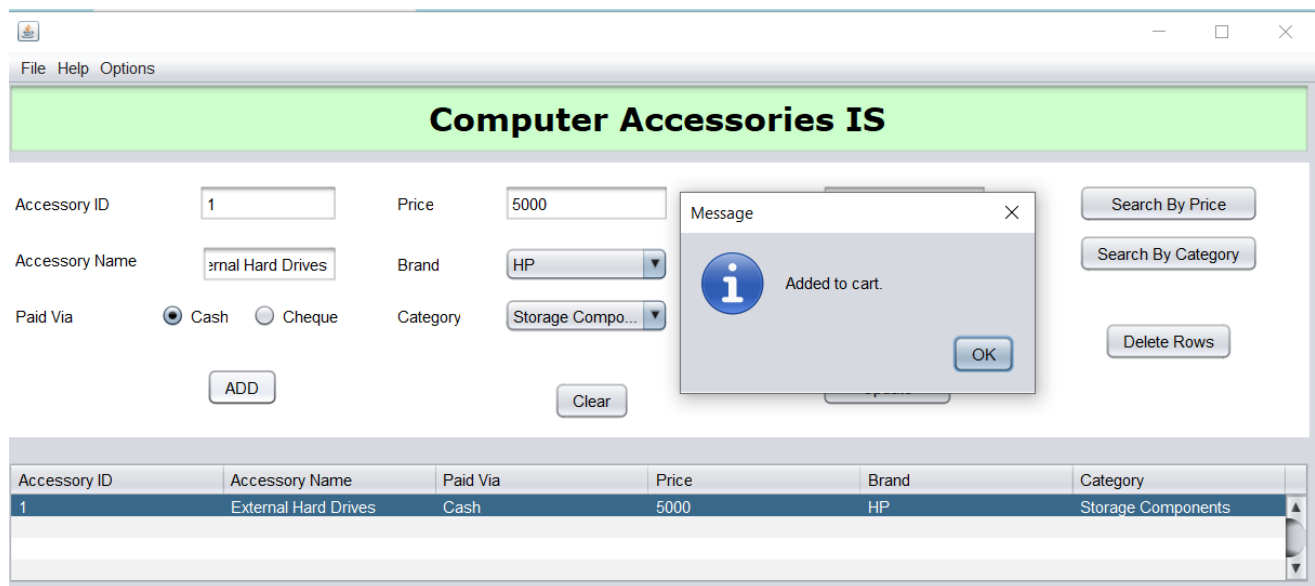 File Help Options
Computer Accessories IS
Accessory ID 1 Price 5000 Search By Price
Message
Accessory Name ernal Hard Drives Brand HP Search By Category
Added to cart.
Paid Via Cash Cheque Category Storage Compo...
Delete Rows
OK
ADD Clear
Accessory ID Accessory Name Paid Via Price Brand Category
1 External Hard Drives Cash 5000 HP Storage Components